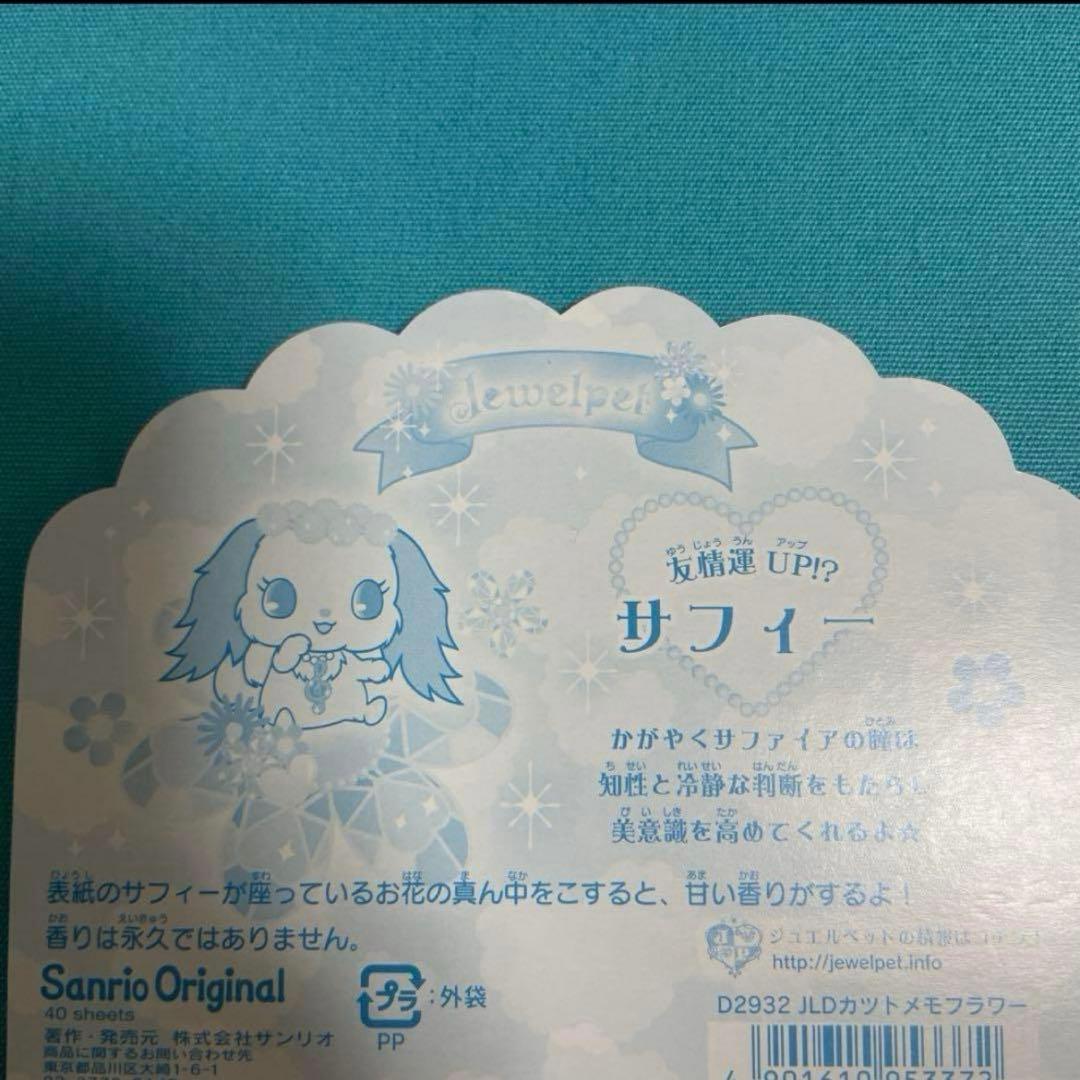 Jewelpet
友情運 UP!?
サフィー
かがやくサファイアの瞳は
知性と冷静な判断をもたらし
美意識を高めてくれるよ☆
表紙のサフィーが座っているお花の真ん中をこすると、甘い香りがするよ！
香りは永久ではありません。
ジュエルペットの情報は
http://jewelpet.info
Sanrio Original
40 sheets
プラ:外袋
PP
D2932 JLDカツトメモフラワー
著作・発売元 株式会社サンリオ
商品に関するお問い合わせ先
東京都品川区大崎1-6-1